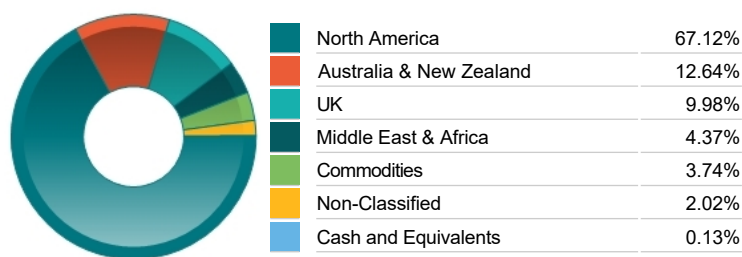 North America 67.12%
Australia & New Zealand 12.64%
UK 9.98%
Middle East & Africa 4.37%
Commodities 3.74%
Non-Classified 2.02%
Cash and Equivalents 0.13%